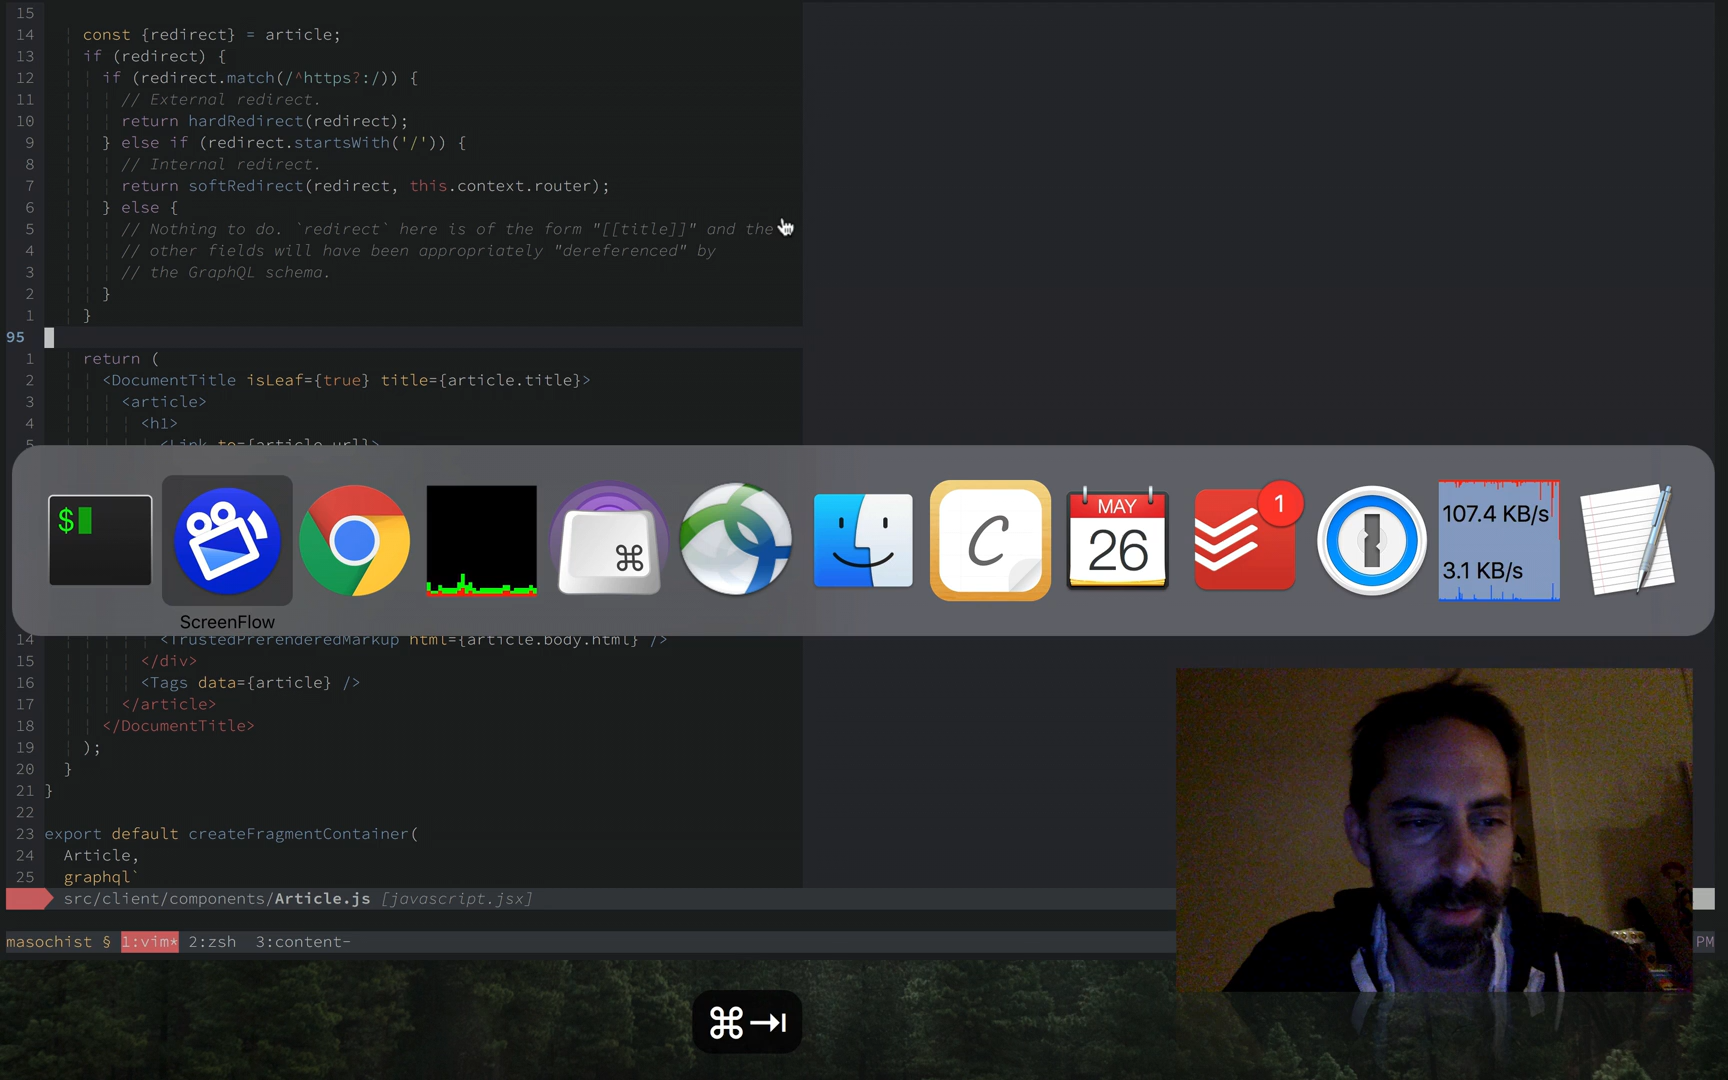 15
14 const {redirect} = article;
13 if (redirect) {
12 if (redirect.match(/^https?:/)) {
11 // External redirect.
10 return hardRedirect(redirect);
9 } else if (redirect.startsWith('/')) {
8 // Internal redirect.
7 return softRedirect(redirect, this.context.router);
6 } else {
5 // Nothing to do. `redirect` here is of the form "[[title]]" and the
4 // other fields will have been appropriately "dereferenced" by
3 // the GraphQL schema.
2 }
1 }
95
1 return (
2 <DocumentTitle isLeaf={true} title={article.title}>
3 <article>
4 <h1>
5 <Link to={article.url}>
$
⌘
C
MAY
26
1
107.4 KB/s
3.1 KB/s
ScreenFlow
14 <TrustedPrerenderedMarkup html={article.body.html} />
15 </div>
16 <Tags data={article} />
17 </article>
18 </DocumentTitle>
19 );
20 }
21 }
22
23 export default createFragmentContainer(
24 Article,
25 graphql`
src/client/components/Article.js [javascript.jsx]
masochist § 1:vim* 2:zsh 3:content- PM
⌘⇥